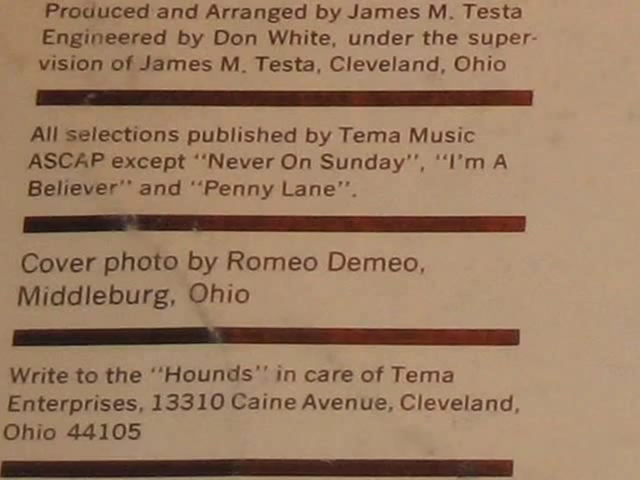 Produced and Arranged by James M. Testa
Engineered by Don White, under the super-
vision of James M. Testa, Cleveland, Ohio
All selections published by Tema Music
ASCAP except "Never On Sunday", "I'm A
Believer" and "Penny Lane".
Cover photo by Romeo Demeo,
Middleburg, Ohio
Write to the "Hounds" in care of Tema
Enterprises, 13310 Caine Avenue, Cleveland,
Ohio 44105